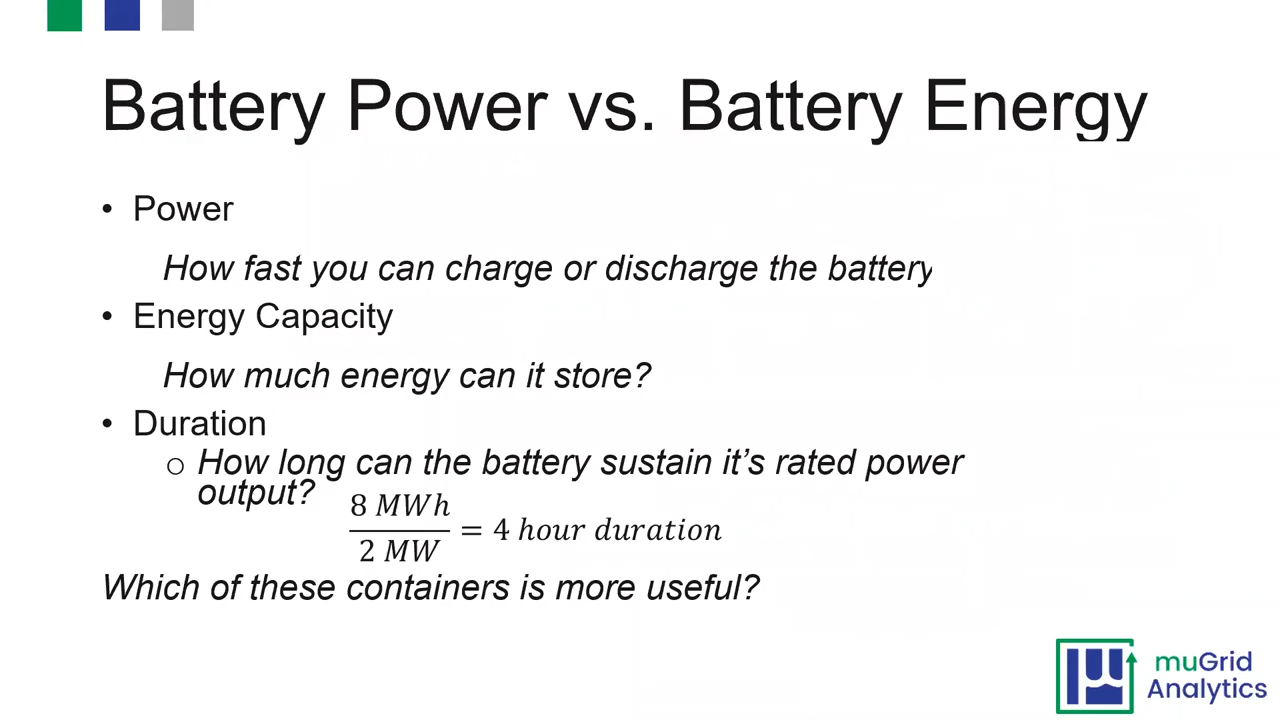 Battery Power vs. Battery Energy
• Power
How fast you can charge or discharge the battery
• Energy Capacity
How much energy can it store?
• Duration
○ How long can the battery sustain it’s rated power
output?
8 MWh
2 MW
= 4 hour duration
Which of these containers is more useful?
muGrid
Analytics